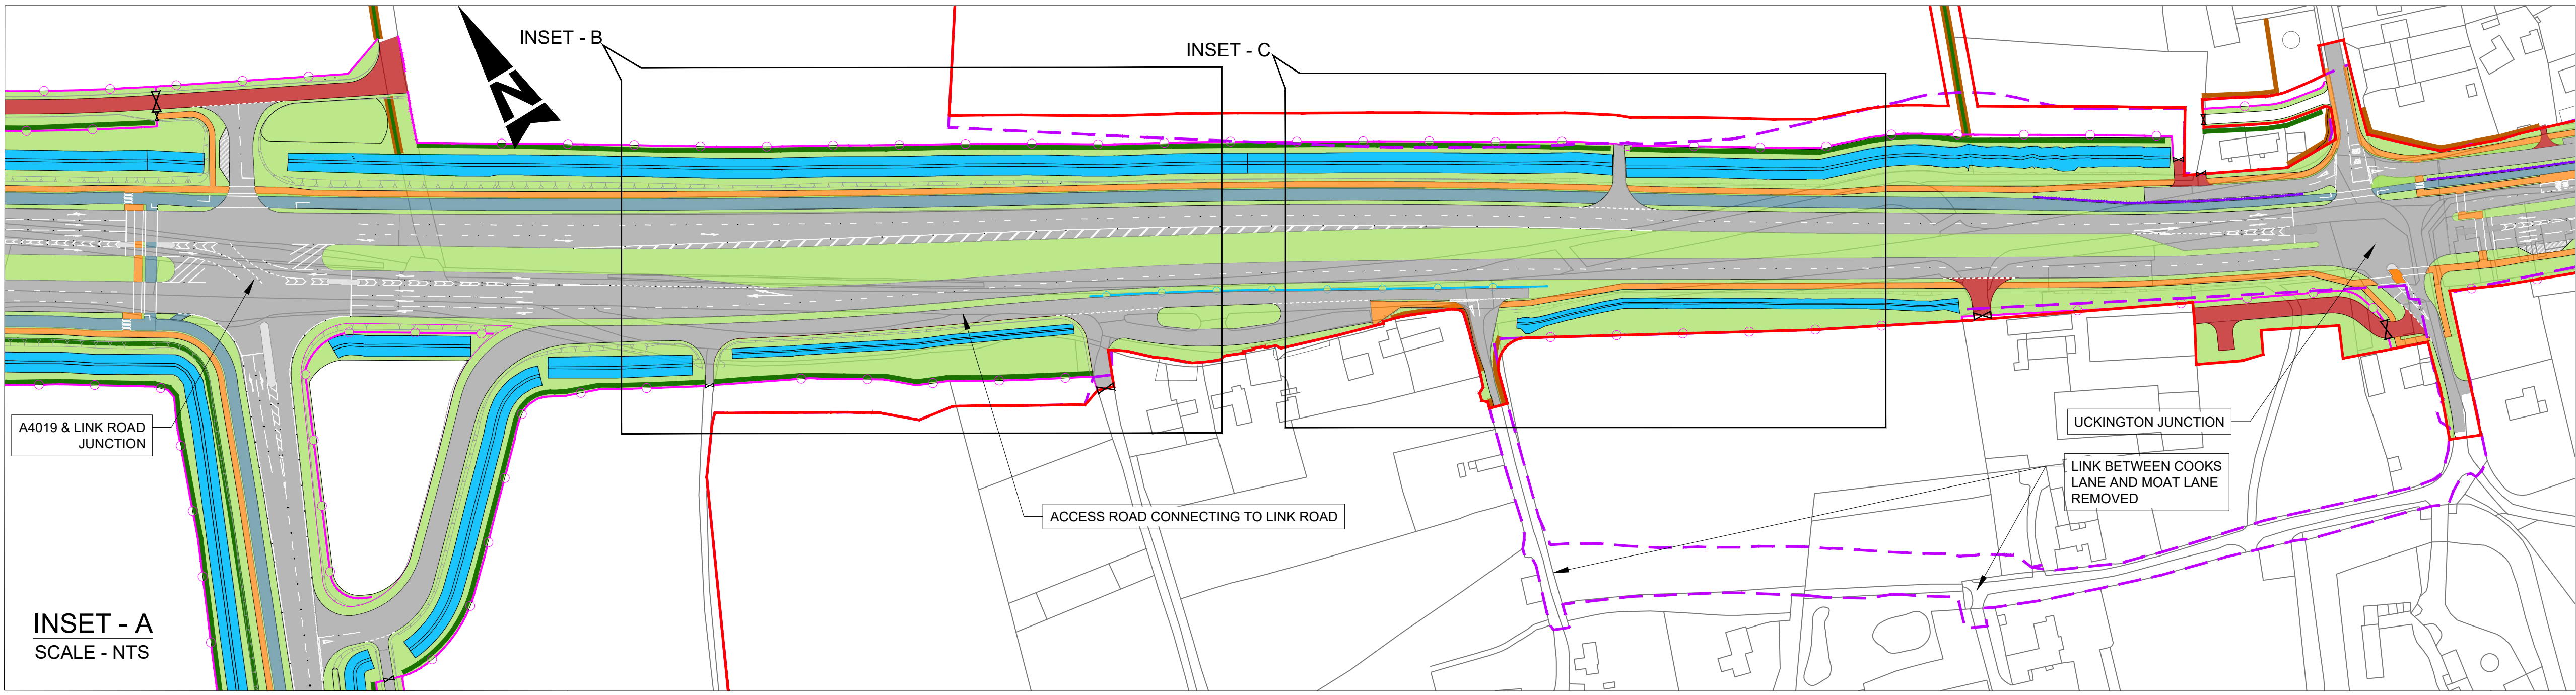 INSET - B
INSET - C
N
A4019 & LINK ROAD
JUNCTION
UCKINGTON JUNCTION
LINK BETWEEN COOKS
LANE AND MOAT LANE
REMOVED
ACCESS ROAD CONNECTING TO LINK ROAD
INSET - A
SCALE - NTS